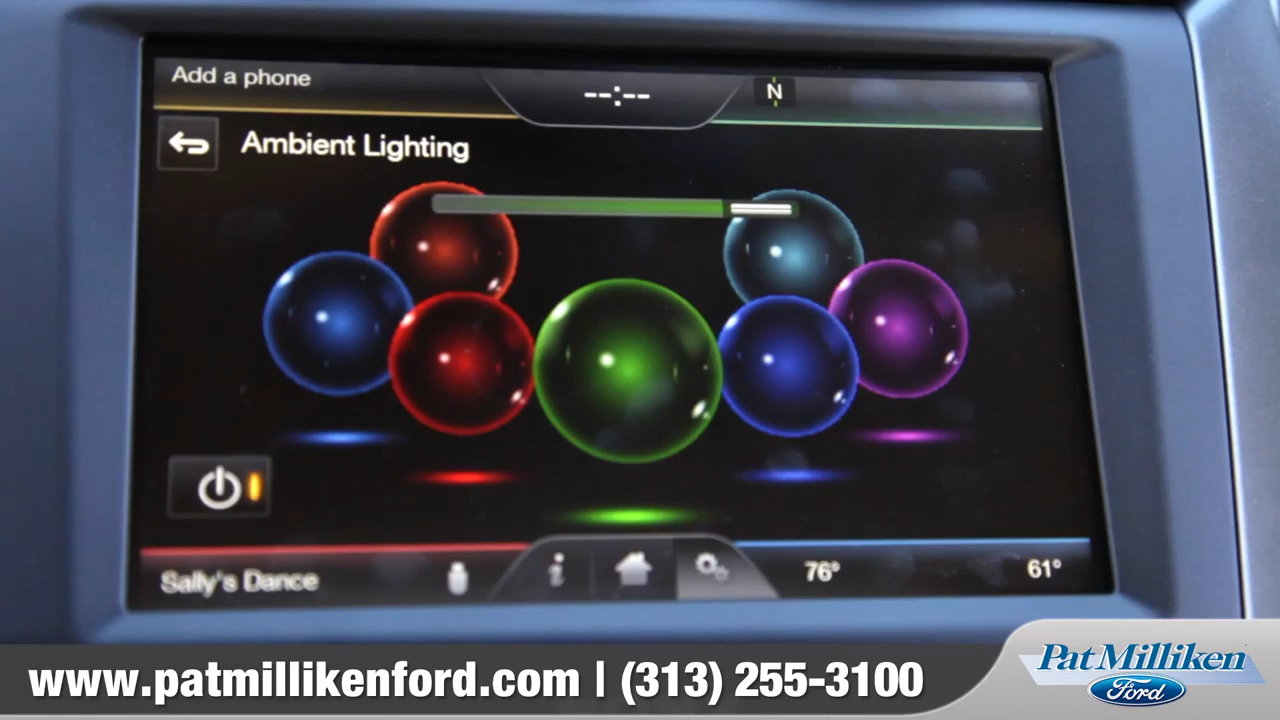 Add a phone
--:--
N
Ambient Lighting
Sally's Dance
76°
61°
www.patmillikenford.com | (313) 255-3100
Pat Milliken
Ford